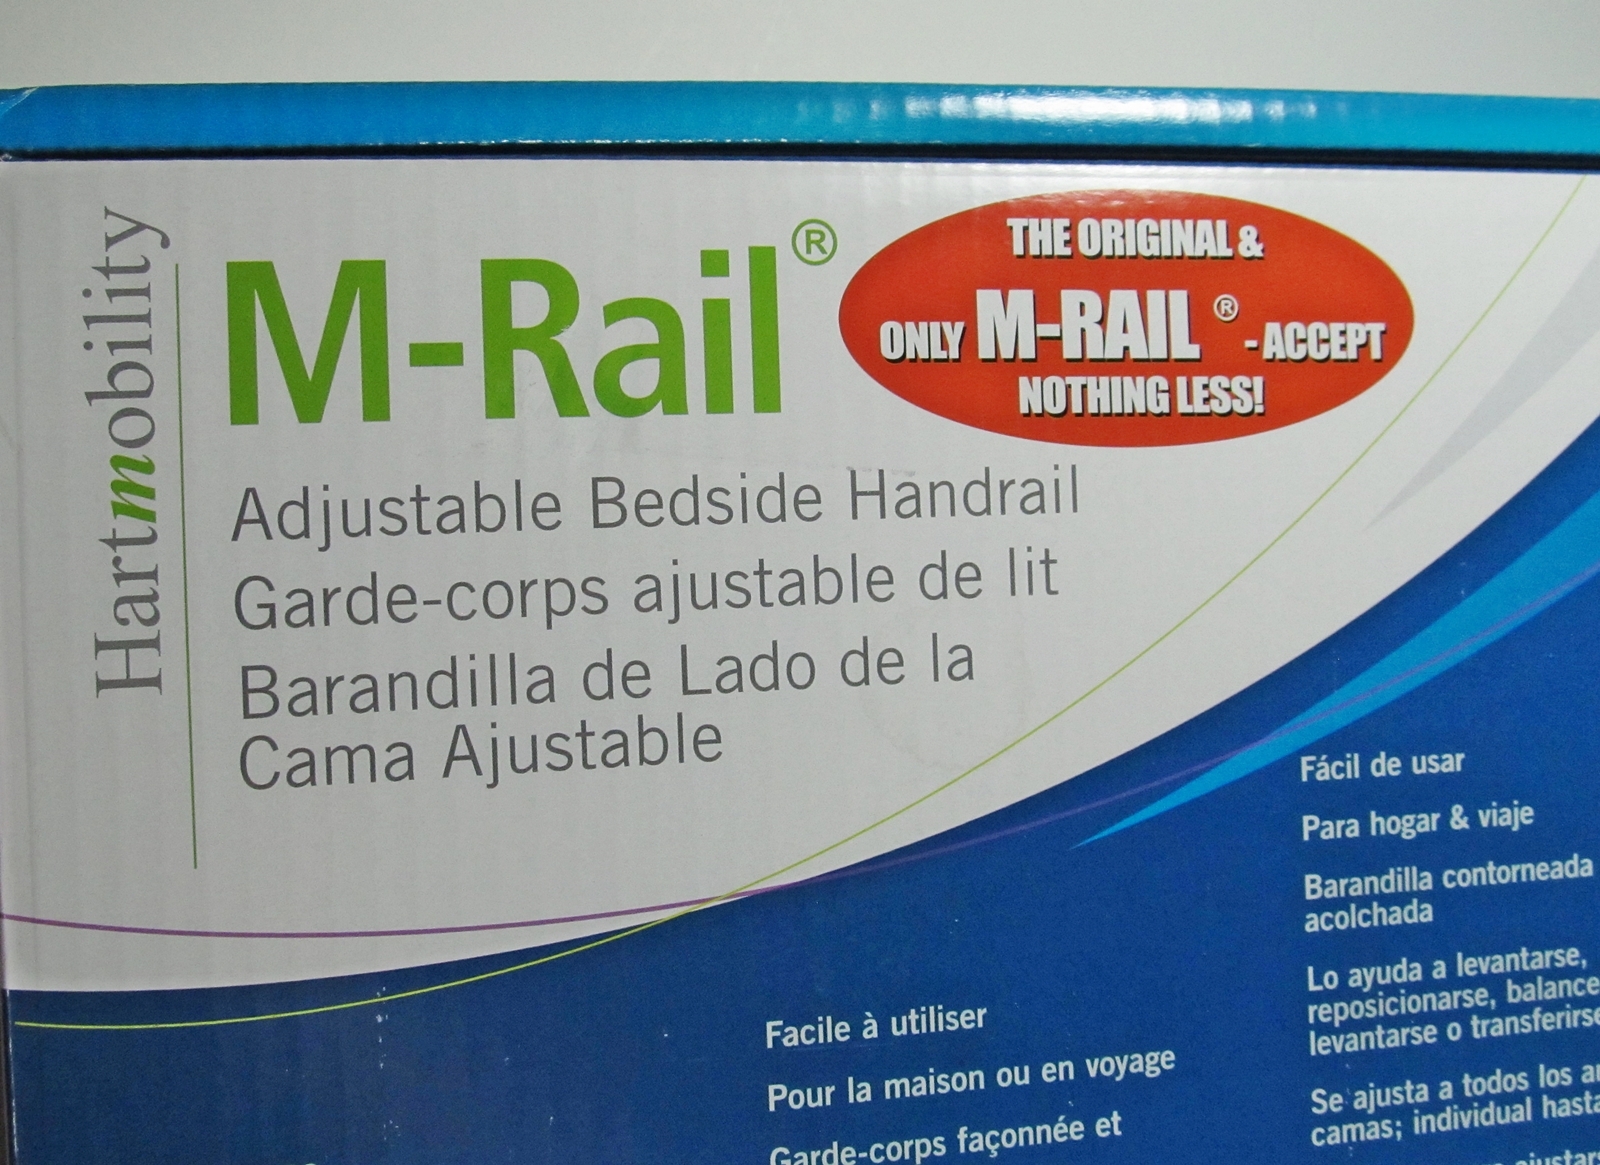 Hartmobility
M-Rail®
THE ORIGINAL &
ONLY M-RAIL® - ACCEPT
NOTHING LESS!
Adjustable Bedside Handrail
Garde-corps ajustable de lit
Barandilla de Lado de la
Cama Ajustable
Facile à utiliser
Pour la maison ou en voyage
Garde-corps façonnée et
Fácil de usar
Para hogar & viaje
Barandilla contorneada
acolchada
Lo ayuda a levantarse,
reposicionarse, balance
levantarse o transferirse
Se ajusta a todos los
camas; individual hasta